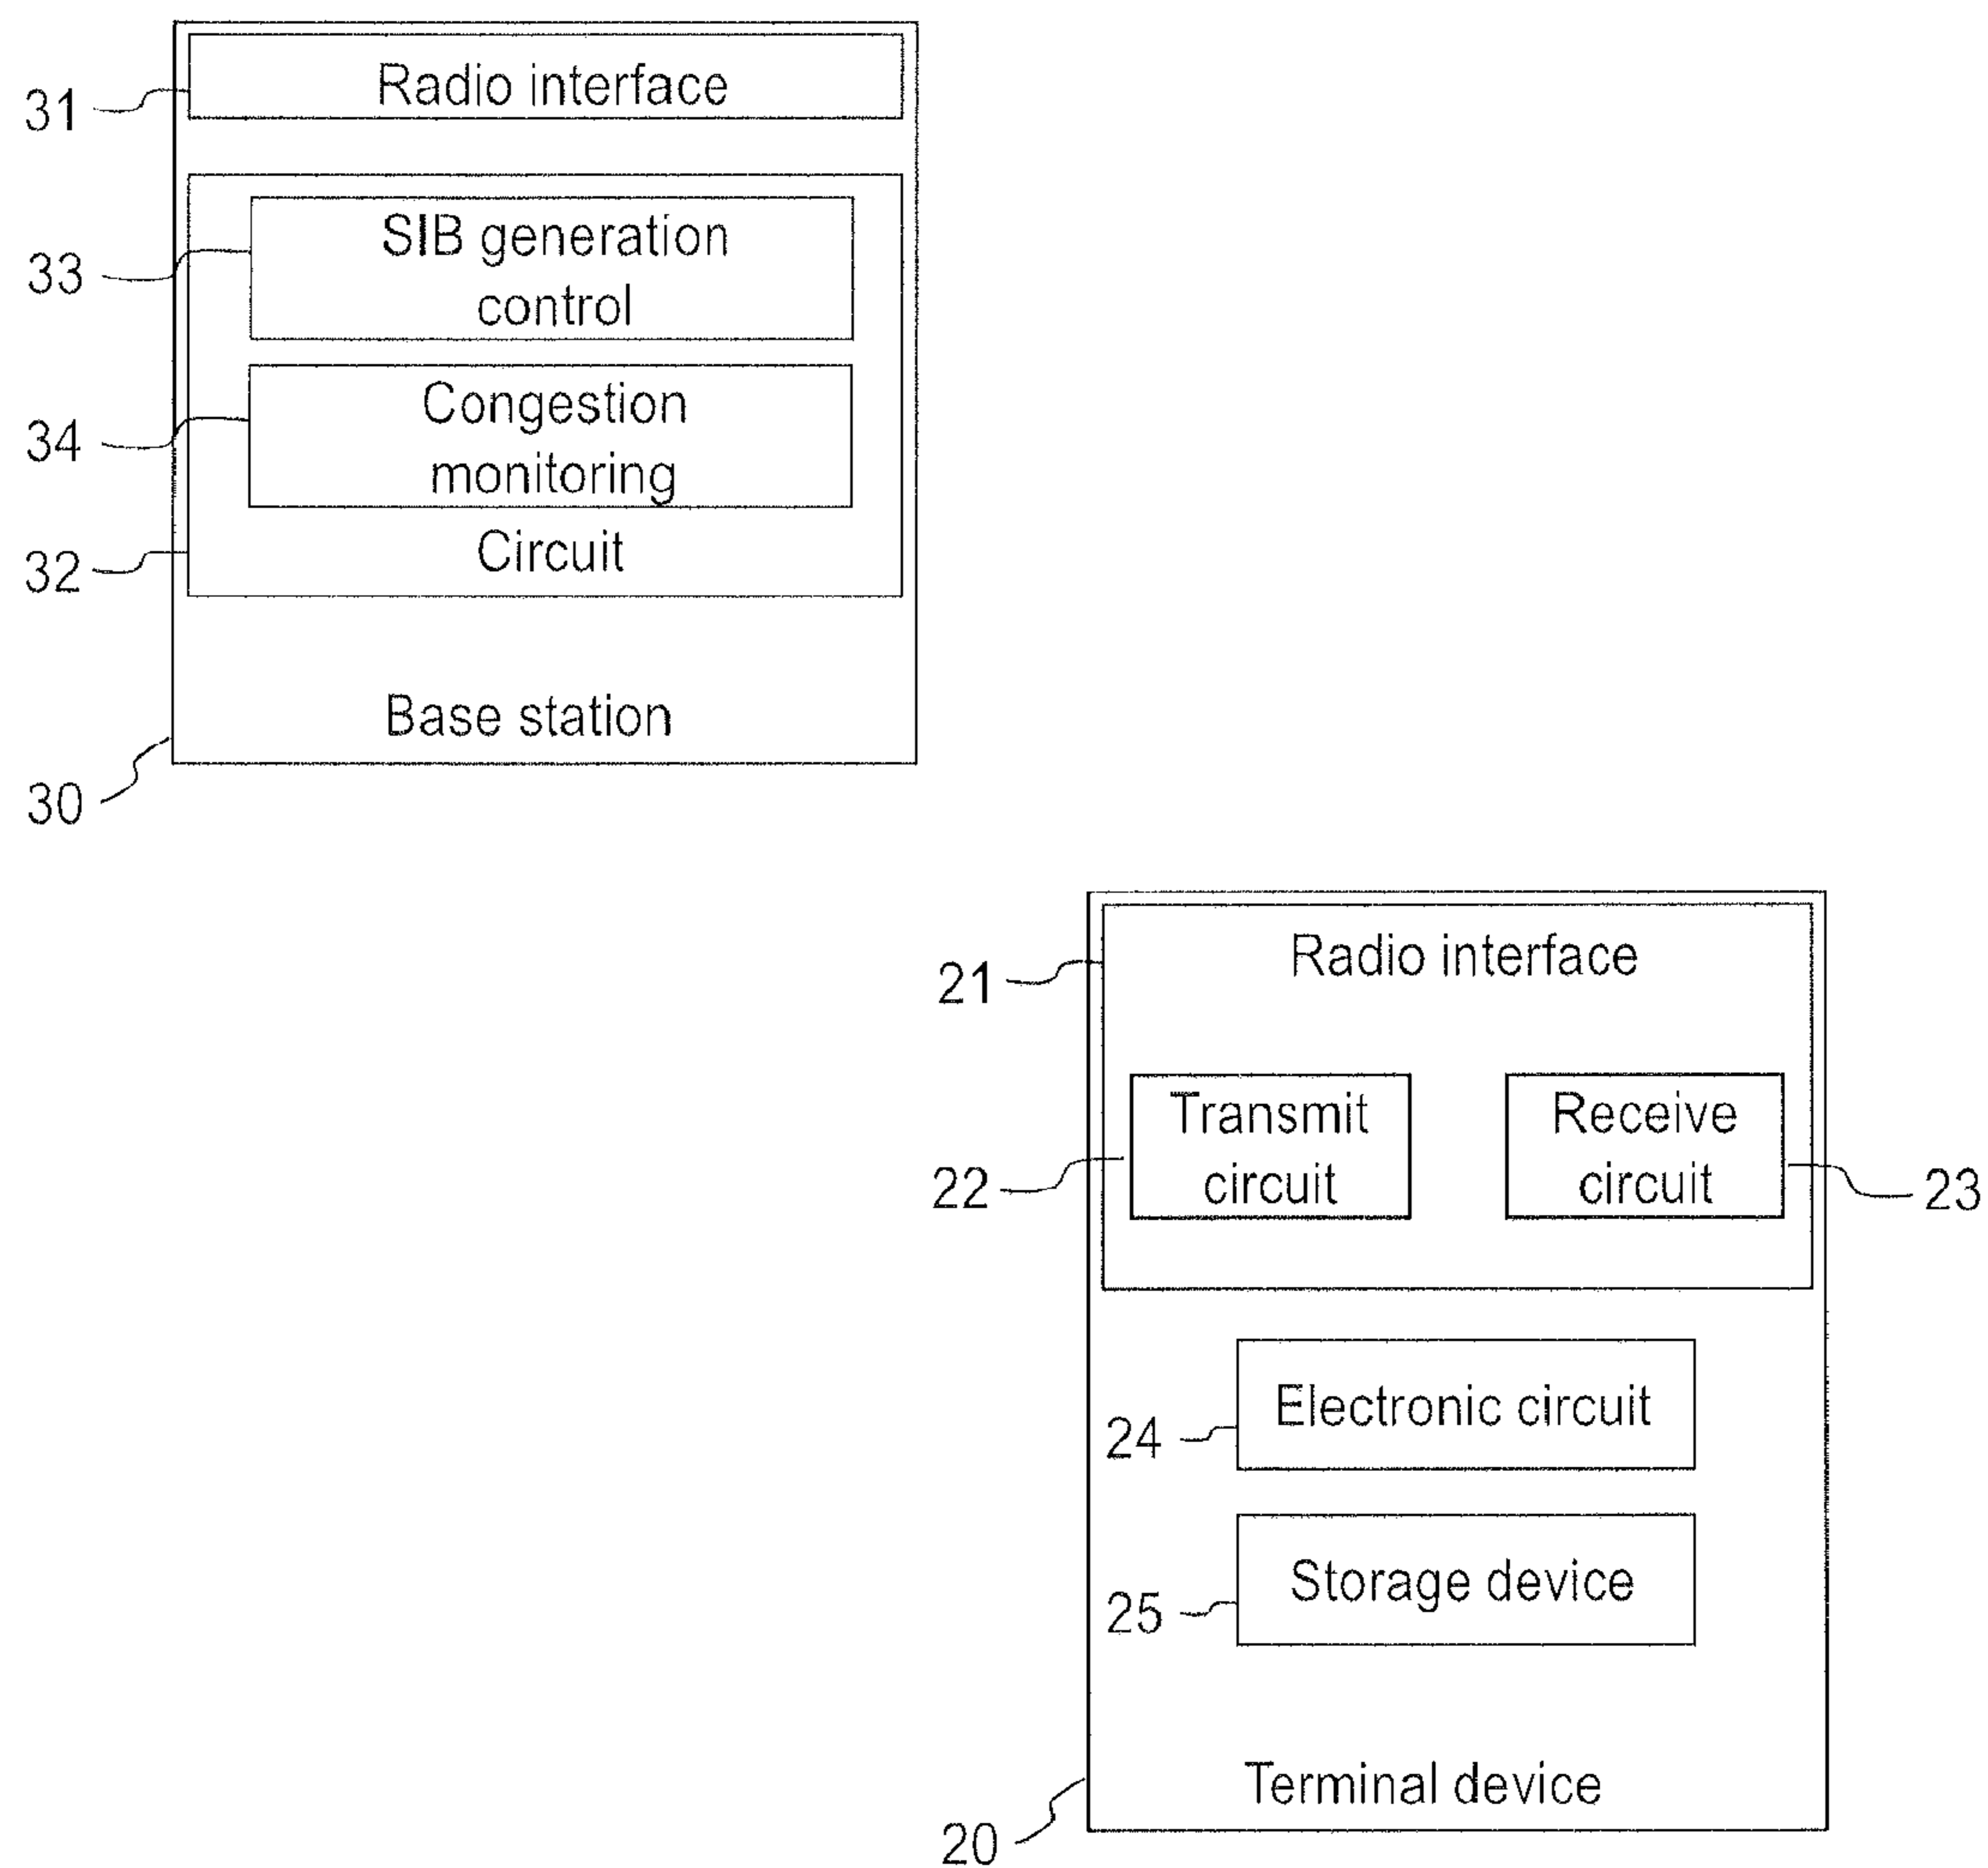 31
Radio interface
33
SIB generation
control
34
Congestion
monitoring
32
Circuit
Base station
30
21
Radio interface
22
Transmit
circuit
Receive
circuit
23
24
Electronic circuit
25
Storage device
Terminal device
20